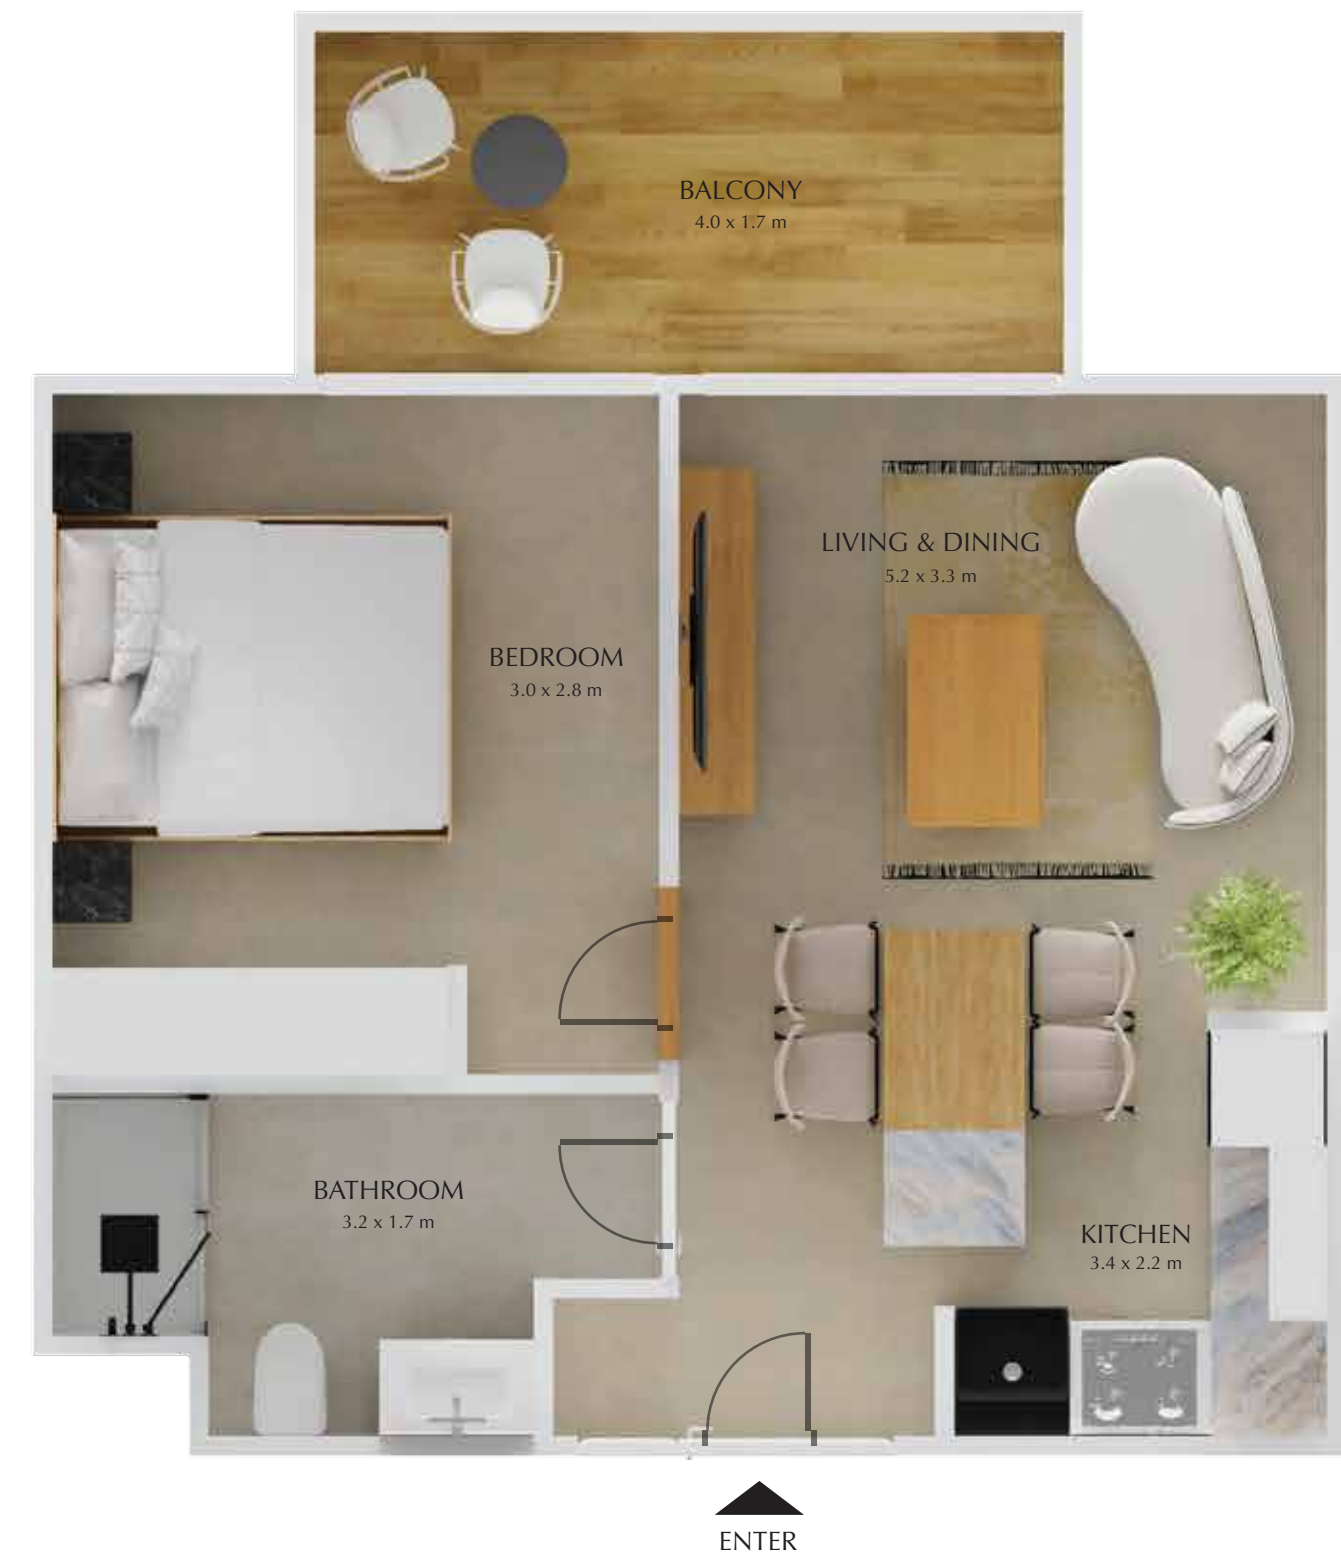 BALCONY
4.0 x 1.7 m
LIVING & DINING
5.2 x 3.3 m
BEDROOM
3.0 x 2.8 m
BATHROOM
3.2 x 1.7 m
KITCHEN
3.4 x 2.2 m
ENTER